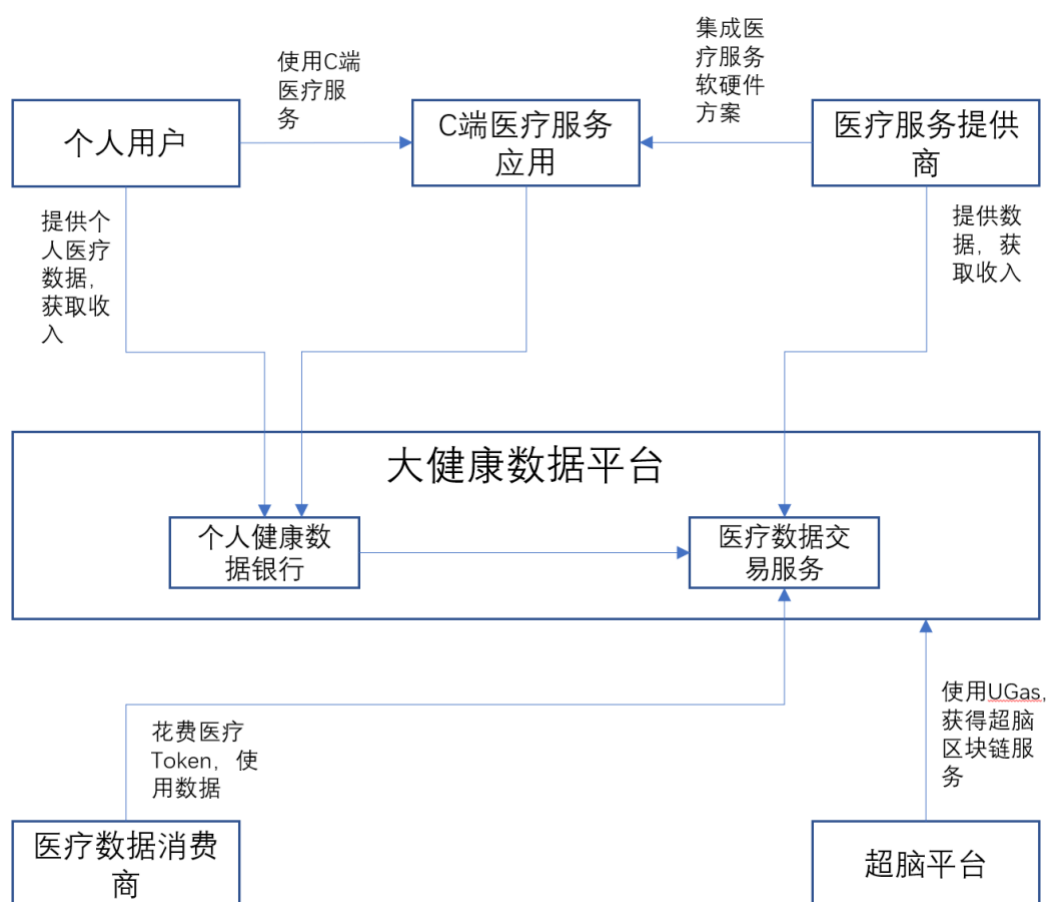 使用C端
医疗服
务
集成医
疗服务
软硬件
方案
个人用户
C端医疗服务
应用
医疗服务提供
商
提供个
人医疗
数据，
获取收
入
提供数
据，获
取收入
大健康数据平台
个人健康数
据银行
医疗数据交
易服务
花费医疗
Token，使
用数据
使用UGas,
获得超脑
区块链服
务
医疗数据消费
商
超脑平台